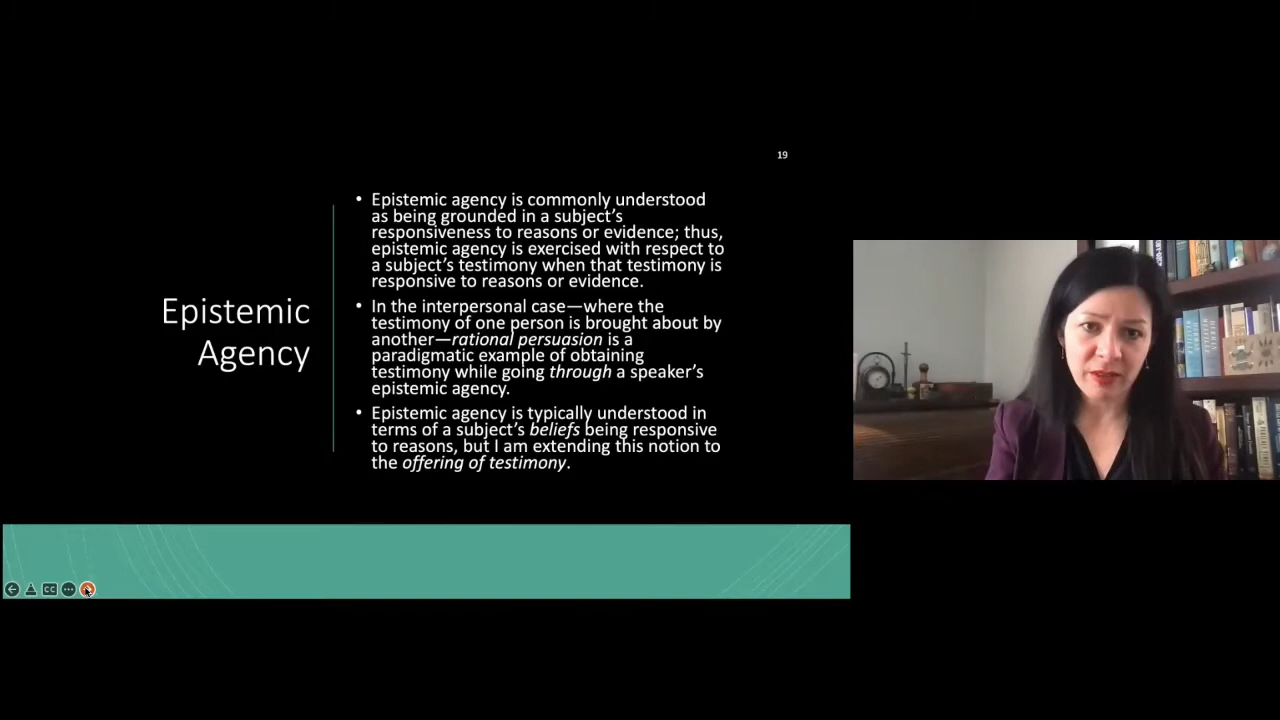 19
Epistemic
Agency
• Epistemic agency is commonly understood
as being grounded in a subject's
responsiveness to reasons or evidence; thus,
epistemic agency is exercised with respect to
a subject's testimony when that testimony is
responsive to reasons or evidence.
• In the interpersonal case—where the
testimony of one person is brought about by
another—rational persuasion is a
paradigmatic example of obtaining
testimony while going through a speaker's
epistemic agency.
• Epistemic agency is typically understood in
terms of a subject's beliefs being responsive
to reasons, but I am extending this notion to
the offering of testimony.
CC